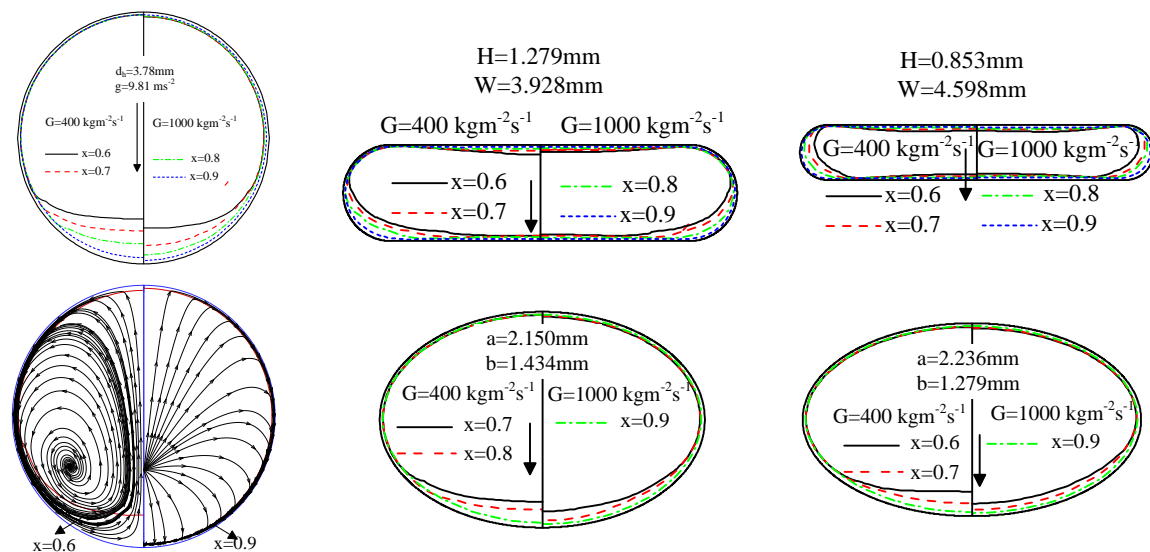 d_h=3.78mm
g=9.81 ms⁻²
G=400 kgm⁻²s⁻¹
G=1000 kgm⁻²s⁻¹
x=0.6
x=0.8
x=0.7
x=0.9
H=1.279mm
W=3.928mm
G=400 kgm⁻²s⁻¹
G=1000 kgm⁻²s⁻¹
x=0.6
x=0.8
x=0.7
x=0.9
H=0.853mm
W=4.598mm
G=400 kgm⁻²s⁻¹
G=1000 kgm⁻²s⁻¹
x=0.6
x=0.8
x=0.7
x=0.9
x=0.6
x=0.9
a=2.150mm
b=1.434mm
G=400 kgm⁻²s⁻¹
G=1000 kgm⁻²s⁻¹
x=0.7
x=0.9
x=0.8
a=2.236mm
b=1.279mm
G=400 kgm⁻²s⁻¹
G=1000 kgm⁻²s⁻¹
x=0.6
x=0.9
x=0.7